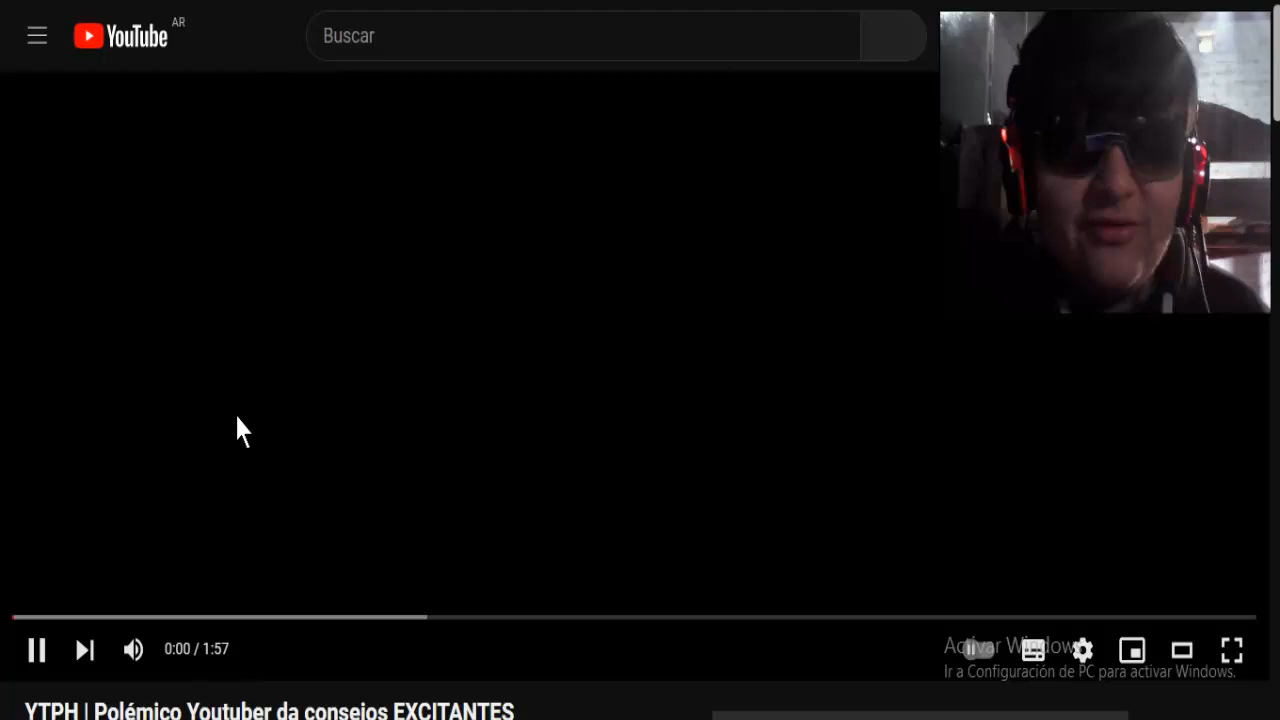 YouTube AR
Buscar
0:00 / 1:57
Activar Windows
Ir a Configuración de PC para activar Windows.
YTPH | Polémico Youtuber da consejos EXCITANTES